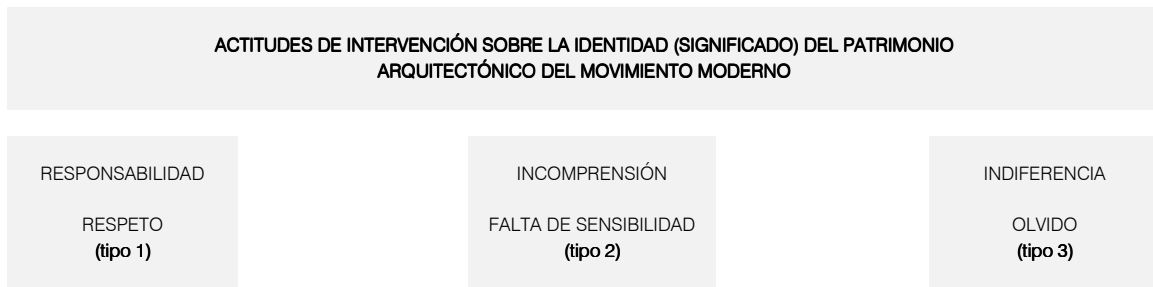 ACTITUDES DE INTERVENCIÓN SOBRE LA IDENTIDAD (SIGNIFICADO) DEL PATRIMONIO
ARQUITECTÓNICO DEL MOVIMIENTO MODERNO
RESPONSABILIDAD
RESPETO
(tipo 1)
INCOMPRENSIÓN
FALTA DE SENSIBILIDAD
(tipo 2)
INDIFERENCIA
OLVIDO
(tipo 3)